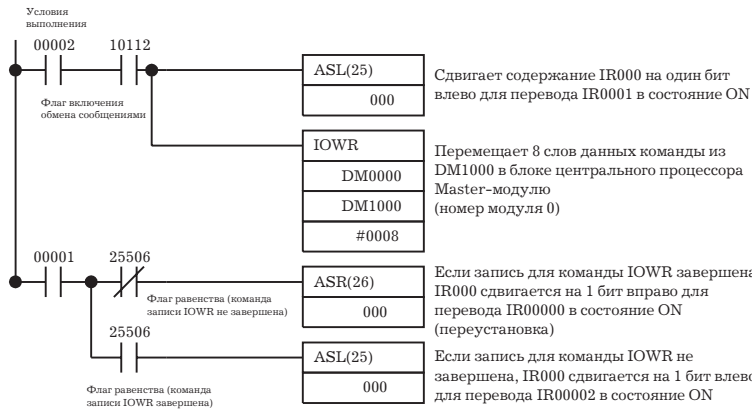 Условия
выполнения
00002
10112
Флаг включения
обмена сообщениями
ASL(25)
000
Сдвигает содержание IR000 на один бит
влево для перевода IR0001 в состояние ON
IOWR
DM0000
DM1000
#0008
Перемещает 8 слов данных команды из
DM1000 в блоке центрального процессора
Master-модулю
(номер модуля 0)
00001
25506
Флаг равенства (команда
записи IOWR не завершена)
ASR(26)
000
Если запись для команды IOWR завершена
IR000 сдвигается на 1 бит вправо для
перевода IR00000 в состояние ON
(переустановка)
25506
Флаг равенства (команда
записи IOWR завершена)
ASL(25)
000
Если запись для команды IOWR не
завершена, IR000 сдвигается на 1 бит влево
для перевода IR00002 в состояние ON